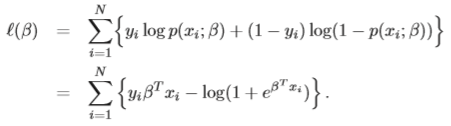 ℓ(β) = ∑_{i=1}^{N} { y_i log p(x_i; β) + (1 − y_i) log(1 − p(x_i; β)) }
= ∑_{i=1}^{N} { y_i β^T x_i − log(1 + e^{β^T x_i}) } .